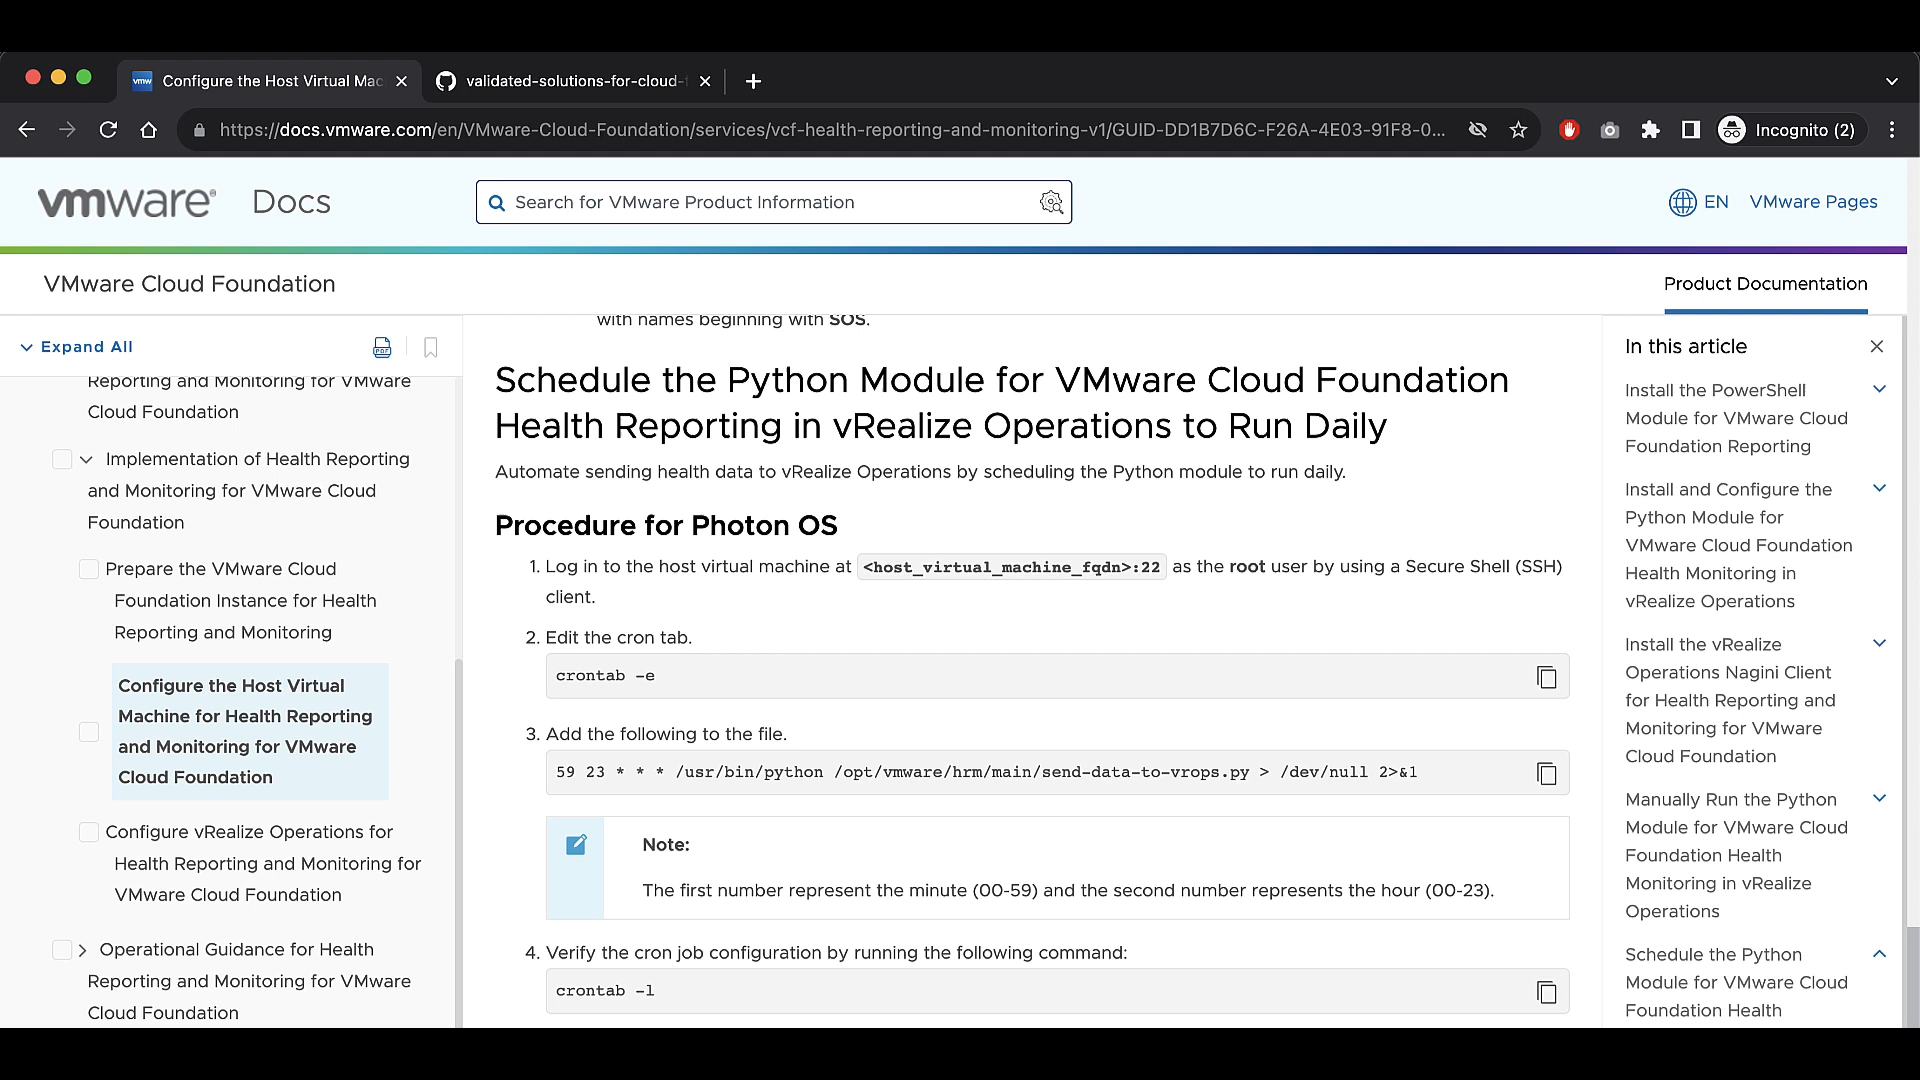 vmw Configure the Host Virtual Mac
validated-solutions-for-cloud-f
https://docs.vmware.com/en/VMware-Cloud-Foundation/services/vcf-health-reporting-and-monitoring-v1/GUID-DD1B7D6C-F26A-4E03-91F8-0...
Incognito (2)
vmware® Docs
Search for VMware Product Information
EN VMware Pages
VMware Cloud Foundation
Product Documentation
Expand All
PDF
Reporting and Monitoring for VMware
Cloud Foundation
Implementation of Health Reporting
and Monitoring for VMware Cloud
Foundation
Prepare the VMware Cloud
Foundation Instance for Health
Reporting and Monitoring
Configure the Host Virtual
Machine for Health Reporting
and Monitoring for VMware
Cloud Foundation
Configure vRealize Operations for
Health Reporting and Monitoring for
VMware Cloud Foundation
Operational Guidance for Health
Reporting and Monitoring for VMware
Cloud Foundation
with names beginning with SOS.
Schedule the Python Module for VMware Cloud Foundation
Health Reporting in vRealize Operations to Run Daily
Automate sending health data to vRealize Operations by scheduling the Python module to run daily.
Procedure for Photon OS
1. Log in to the host virtual machine at <host_virtual_machine_fqdn>:22 as the root user by using a Secure Shell (SSH)
client.
2. Edit the cron tab.
crontab -e
3. Add the following to the file.
59 23 * * * /usr/bin/python /opt/vmware/hrm/main/send-data-to-vrops.py > /dev/null 2>&1
Note:
The first number represent the minute (00-59) and the second number represents the hour (00-23).
4. Verify the cron job configuration by running the following command:
crontab -l
In this article
Install the PowerShell
Module for VMware Cloud
Foundation Reporting
Install and Configure the
Python Module for
VMware Cloud Foundation
Health Monitoring in
vRealize Operations
Install the vRealize
Operations Nagini Client
for Health Reporting and
Monitoring for VMware
Cloud Foundation
Manually Run the Python
Module for VMware Cloud
Foundation Health
Monitoring in vRealize
Operations
Schedule the Python
Module for VMware Cloud
Foundation Health